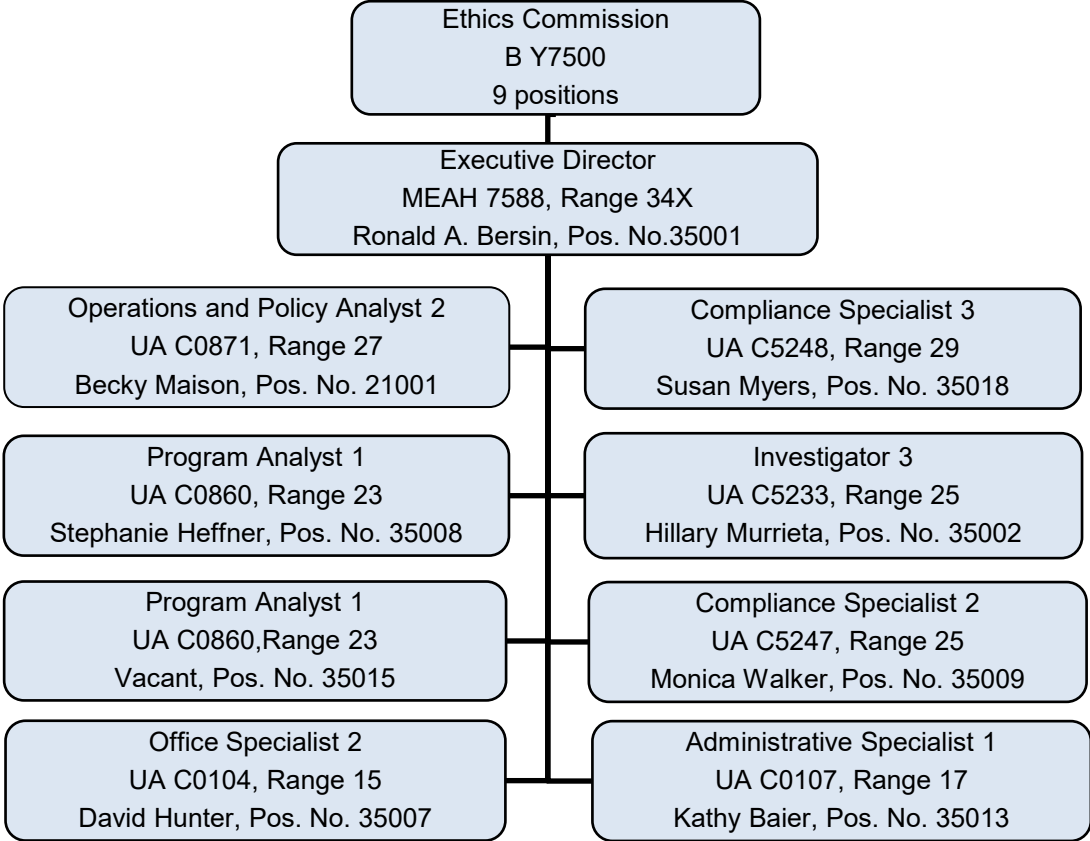 Ethics Commission
B Y7500
9 positions
Executive Director
MEAH 7588, Range 34X
Ronald A. Bersin, Pos. No.35001
Operations and Policy Analyst 2
UA C0871, Range 27
Becky Maison, Pos. No. 21001
Compliance Specialist 3
UA C5248, Range 29
Susan Myers, Pos. No. 35018
Program Analyst 1
UA C0860, Range 23
Stephanie Heffner, Pos. No. 35008
Investigator 3
UA C5233, Range 25
Hillary Murrieta, Pos. No. 35002
Program Analyst 1
UA C0860,Range 23
Vacant, Pos. No. 35015
Compliance Specialist 2
UA C5247, Range 25
Monica Walker, Pos. No. 35009
Office Specialist 2
UA C0104, Range 15
David Hunter, Pos. No. 35007
Administrative Specialist 1
UA C0107, Range 17
Kathy Baier, Pos. No. 35013